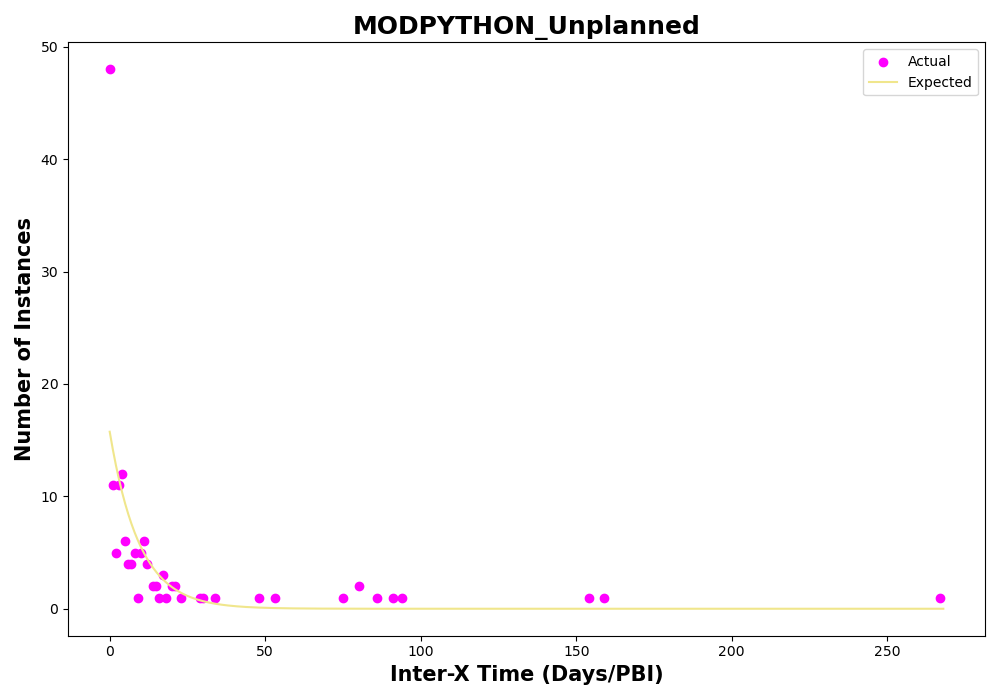 MODPYTHON_Unplanned
Actual
Expected
Number of Instances
50
40
30
20
10
0
0 50 100 150 200 250
Inter-X Time (Days/PBI)